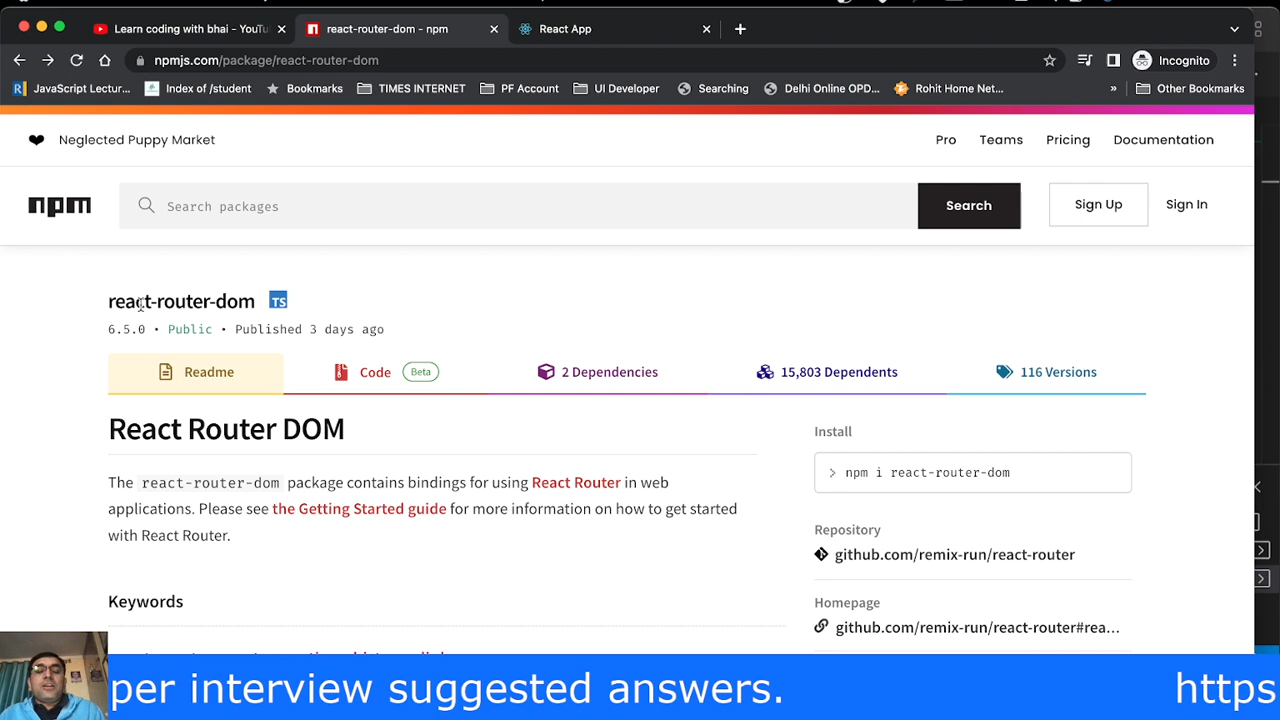 Learn coding with bhai - YouTu
react-router-dom - npm
React App
npmjs.com/package/react-router-dom
Incognito
JavaScript Lectur...
Index of /student
Bookmarks
TIMES INTERNET
PF Account
UI Developer
Searching
Delhi Online OPD...
Rohit Home Net...
»
Other Bookmarks
Neglected Puppy Market
Pro
Teams
Pricing
Documentation
npm
Search packages
Search
Sign Up
Sign In
react-router-dom TS
6.5.0 • Public • Published 3 days ago
Readme
Code Beta
2 Dependencies
15,803 Dependents
116 Versions
React Router DOM
The react-router-dom package contains bindings for using React Router in web
applications. Please see the Getting Started guide for more information on how to get started
with React Router.
Keywords
Install
> npm i react-router-dom
Repository
github.com/remix-run/react-router
Homepage
github.com/remix-run/react-router#rea...
per interview suggested answers.
https